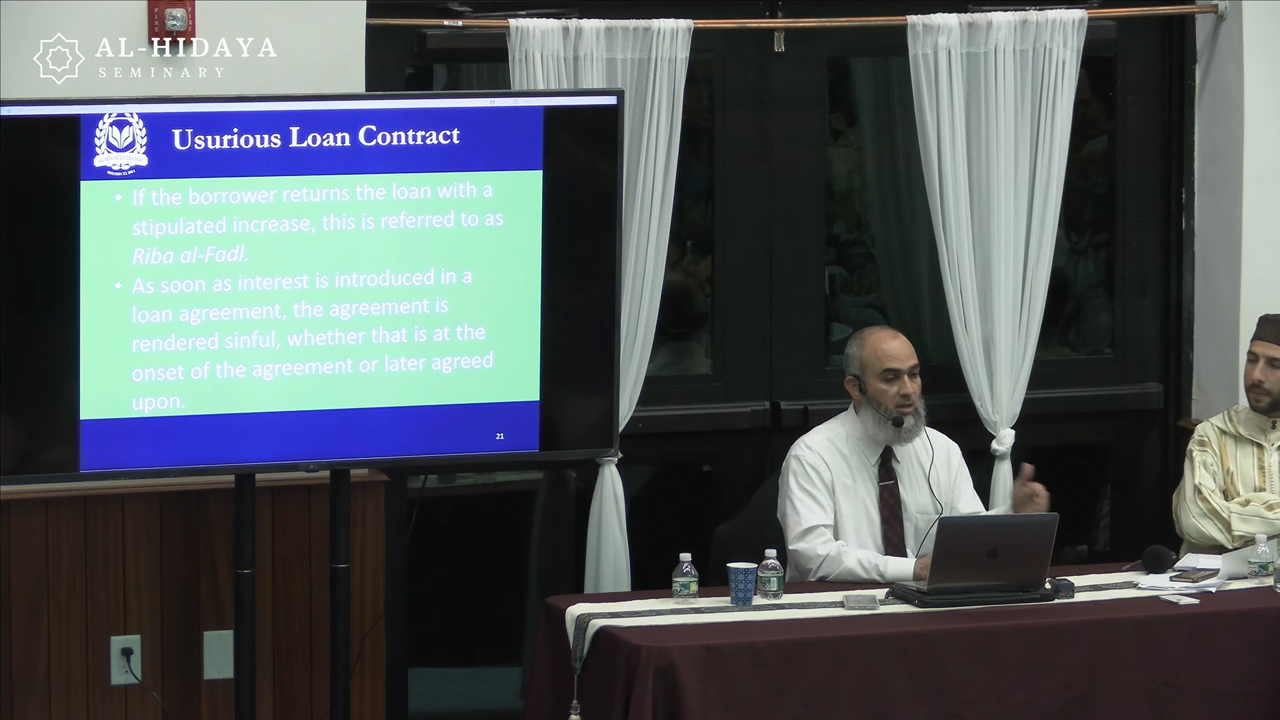 FIRE
AL-HIDAYA
SEMINARY
Usurious Loan Contract
• If the borrower returns the loan with a
stipulated increase, this is referred to as
Riba al-Fadl.
• As soon as interest is introduced in a
loan agreement, the agreement is
rendered sinful, whether that is at the
onset of the agreement or later agreed
upon.
21